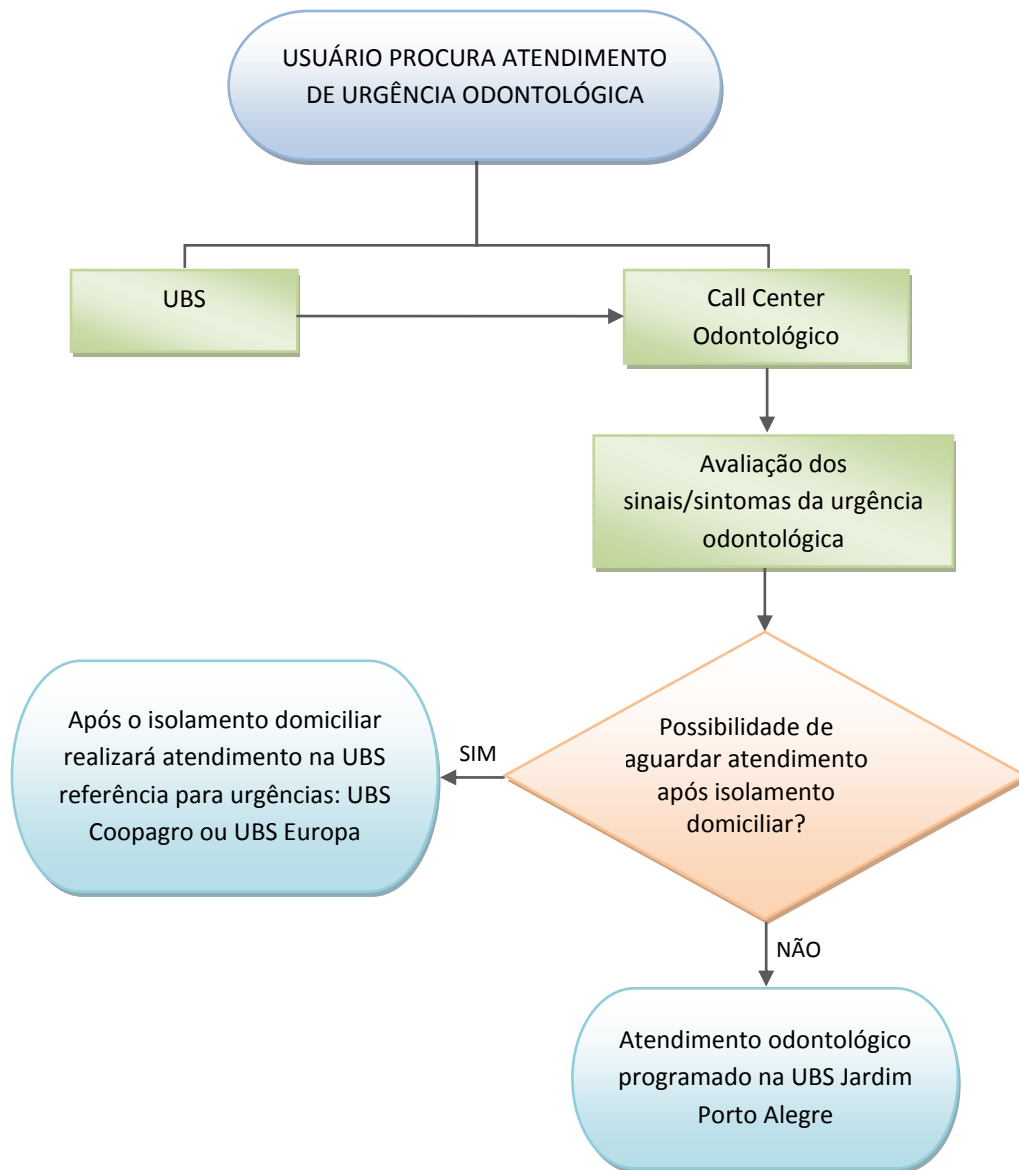 USUÁRIO PROCURA ATENDIMENTO
DE URGÊNCIA ODONTOLÓGICA
UBS
Call Center
Odontológico
Avaliação dos
sinais/sintomas da urgência
odontológica
Possibilidade de
aguardar atendimento
após isolamento
domiciliar?
SIM
Após o isolamento domiciliar
realizará atendimento na UBS
referência para urgências: UBS
Coopagro ou UBS Europa
NÃO
Atendimento odontológico
programado na UBS Jardim
Porto Alegre